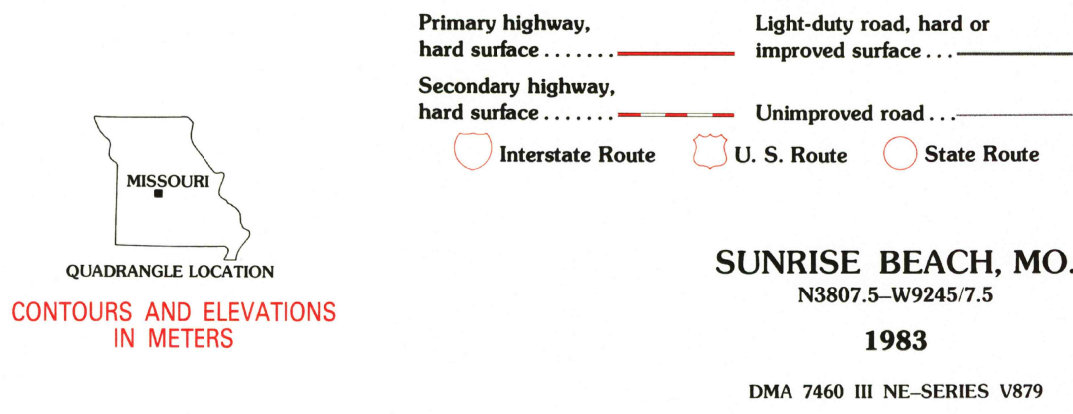 Primary highway,
hard surface.......
Light-duty road, hard or
improved surface...
Secondary highway,
hard surface.......
Unimproved road...
Interstate Route
U. S. Route
State Route
MISSOURI
QUADRANGLE LOCATION
CONTOURS AND ELEVATIONS
IN METERS
SUNRISE BEACH, MO.
N3807.5–W9245/7.5
1983
DMA 7460 III NE–SERIES V879